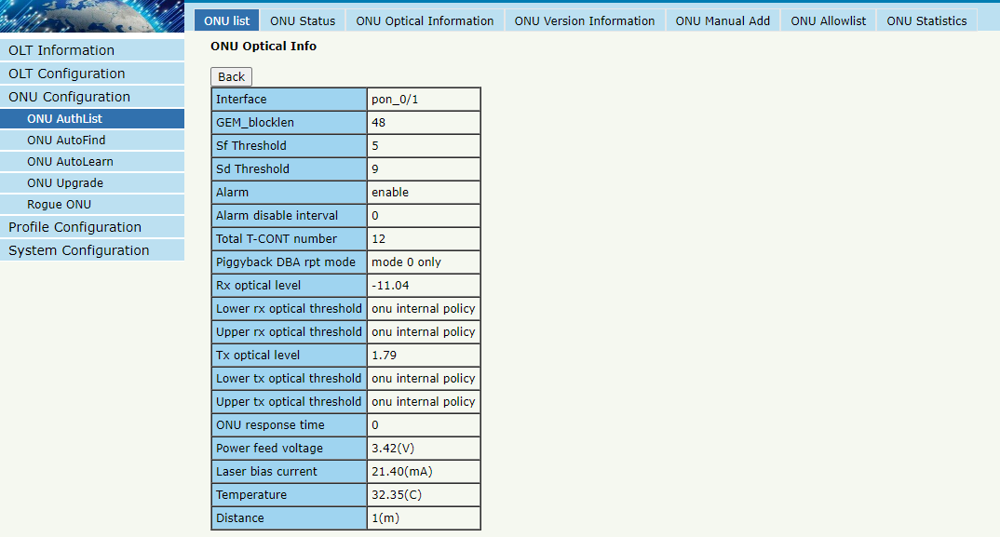 ONU list ONU Status ONU Optical Information ONU Version Information ONU Manual Add ONU Allowlist ONU Statistics
OLT Information
OLT Configuration
ONU Configuration
ONU AuthList
ONU AutoFind
ONU AutoLearn
ONU Upgrade
Rogue ONU
Profile Configuration
System Configuration
ONU Optical Info
Back
Interface pon_0/1
GEM_blocklen 48
Sf Threshold 5
Sd Threshold 9
Alarm enable
Alarm disable interval 0
Total T-CONT number 12
Piggyback DBA rpt mode mode 0 only
Rx optical level -11.04
Lower rx optical threshold onu internal policy
Upper rx optical threshold onu internal policy
Tx optical level 1.79
Lower tx optical threshold onu internal policy
Upper tx optical threshold onu internal policy
ONU response time 0
Power feed voltage 3.42(V)
Laser bias current 21.40(mA)
Temperature 32.35(C)
Distance 1(m)